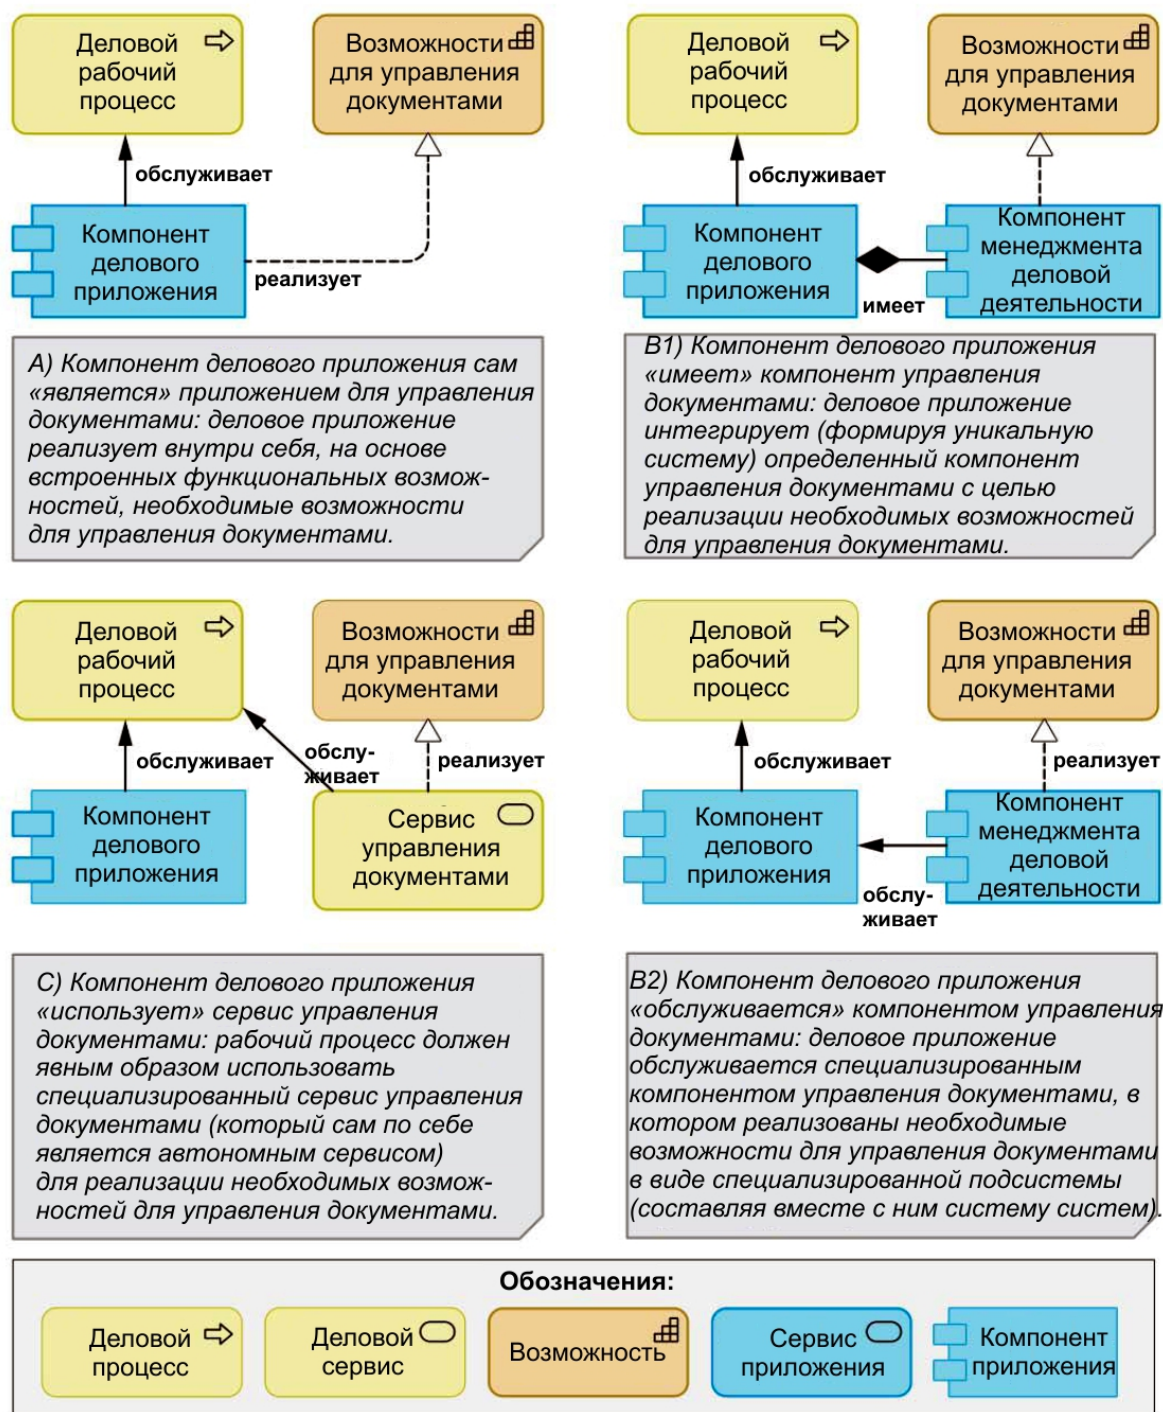 Деловой
рабочий
процесс
Возможности
для управления
документами
обслуживает
Компонент
делового
приложения
реализует
A) Компонент делового приложения сам
«является» приложением для управления
документами: деловое приложение
реализует внутри себя, на основе
встроенных функциональных возмож-
ностей, необходимые возможности
для управления документами.
Деловой
рабочий
процесс
Возможности
для управления
документами
обслуживает
Компонент
делового
приложения
имеет
Компонент
менеджмента
деловой
деятельности
B1) Компонент делового приложения
«имеет» компонент управления
документами: деловое приложение
интегрирует (формируя уникальную
систему) определенный компонент
управления документами с целью
реализации необходимых возможностей
для управления документами.
Деловой
рабочий
процесс
Возможности
для управления
документами
обслуживает
обслу-
живает
реализует
Компонент
делового
приложения
Сервис
управления
документами
C) Компонент делового приложения
«использует» сервис управления
документами: рабочий процесс должен
явным образом использовать
специализированный сервис управления
документами (который сам по себе
является автономным сервисом)
для реализации необходимых возмож-
ностей для управления документами.
Деловой
рабочий
процесс
Возможности
для управления
документами
обслуживает
реализует
Компонент
делового
приложения
обслу-
живает
Компонент
менеджмента
деловой
деятельности
B2) Компонент делового приложения
«обслуживается» компонентом управления
документами: деловое приложение
обслуживается специализированным
компонентом управления документами, в
котором реализованы необходимые
возможности для управления документами
в виде специализированной подсистемы
(составляя вместе с ним систему систем).
Обозначения:
Деловой
процесс
Деловой
сервис
Возможность
Сервис
приложения
Компонент
приложения